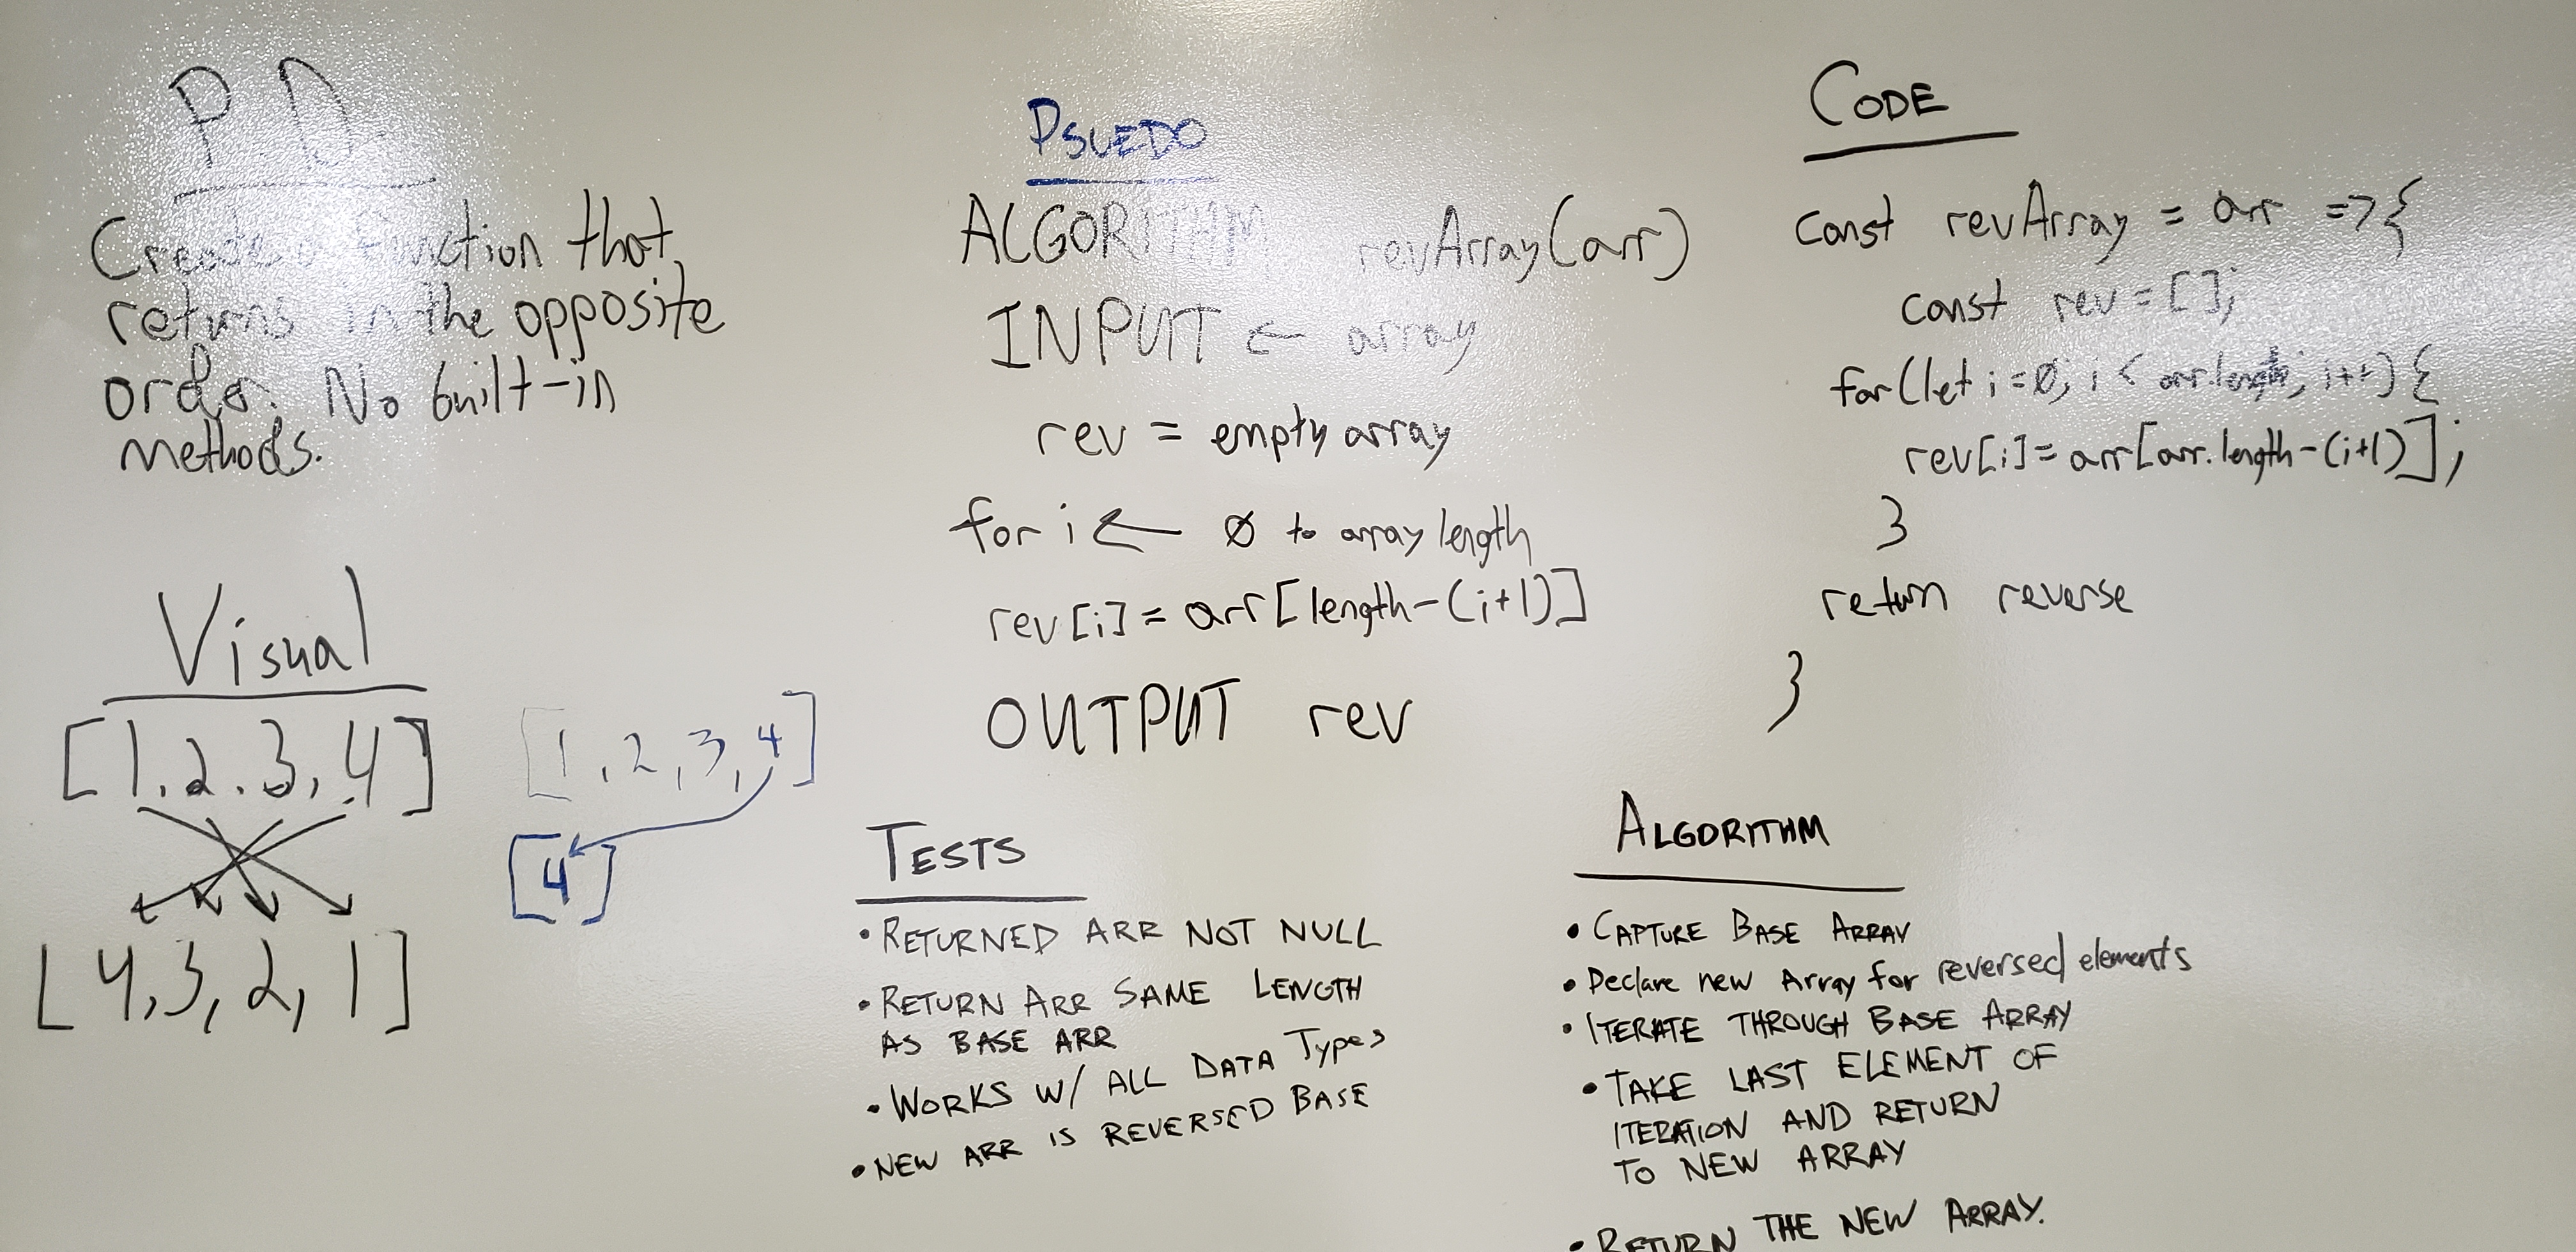 P.D.
Create a function that
returns in the opposite
order. No built-in
methods.
Visual
[1,2,3,4]
[4,3,2,1]
[1,2,3,4]
[4]
PSUEDO
ALGORITHM revArray(arr)
INPUT ← array
rev = empty array
for i ← 0 to array length
rev[i] = arr[length-(i+1)]
OUTPUT rev
TESTS
• RETURNED ARR NOT NULL
• RETURN ARR SAME LENGTH
AS BASE ARR
• WORKS W/ ALL DATA TYPES
• NEW ARR IS REVERSED BASE
CODE
const revArray = arr => {
const rev = [];
for(let i=0; i < arr.length; i++) {
rev[i] = arr[arr.length-(i+1)];
}
return reverse
}
ALGORITHM
• CAPTURE BASE ARRAY
• Declare new Array for reversed elements
• ITERATE THROUGH BASE ARRAY
• TAKE LAST ELEMENT OF
ITERATION AND RETURN
TO NEW ARRAY
• RETURN THE NEW ARRAY.